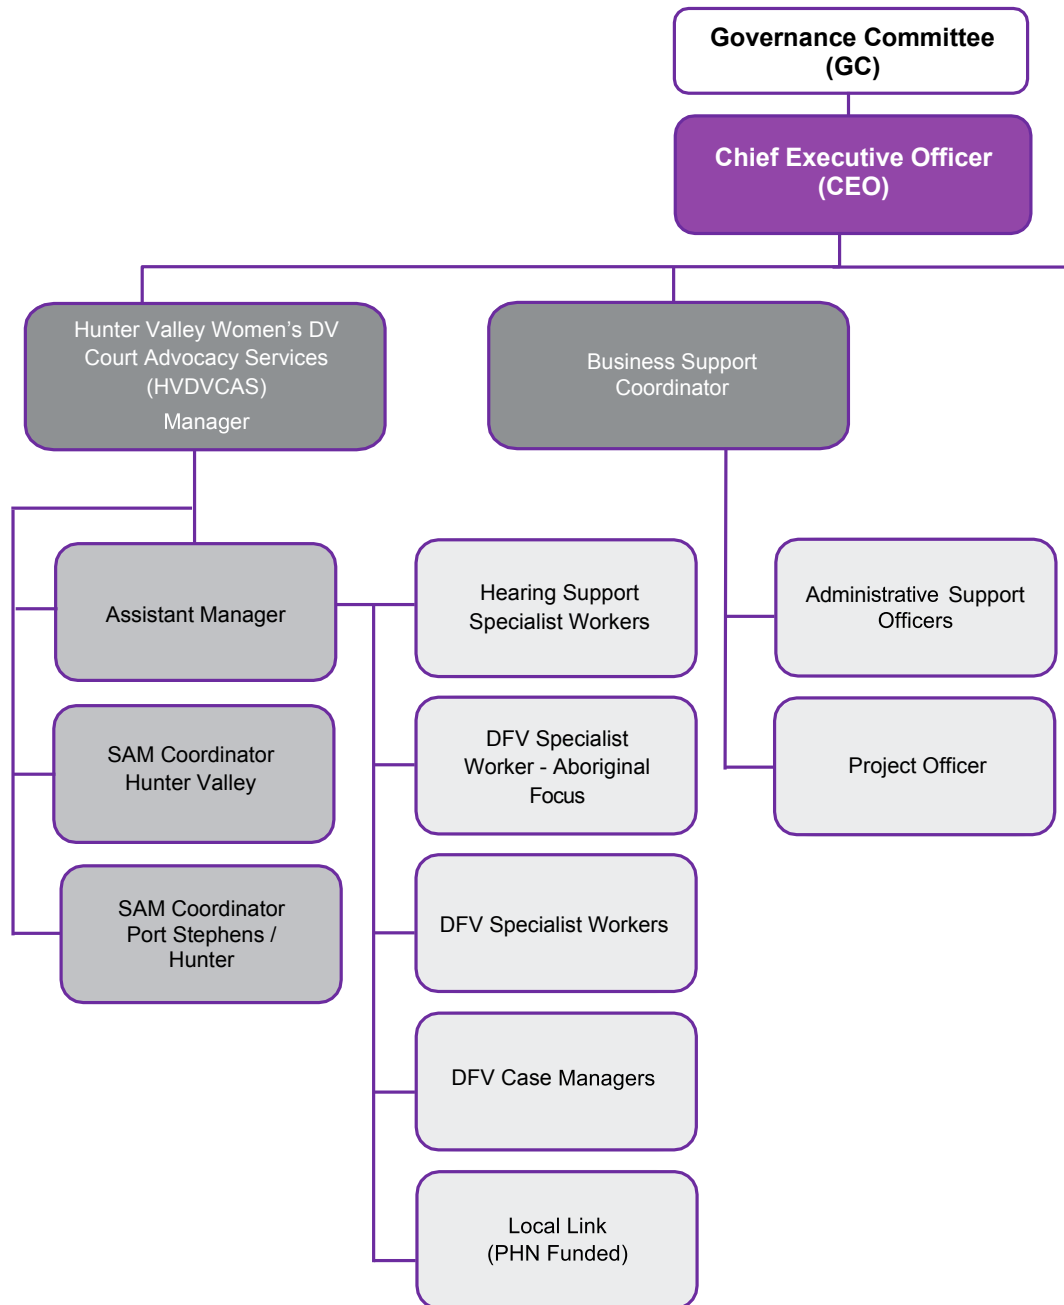 Governance Committee
(GC)
Chief Executive Officer
(CEO)
Hunter Valley Women’s DV
Court Advocacy Services
(HVDVCAS)
Manager
Business Support
Coordinator
Assistant Manager
SAM Coordinator
Hunter Valley
SAM Coordinator
Port Stephens /
Hunter
Hearing Support
Specialist Workers
DFV Specialist
Worker - Aboriginal
Focus
DFV Specialist Workers
DFV Case Managers
Local Link
(PHN Funded)
Administrative Support
Officers
Project Officer